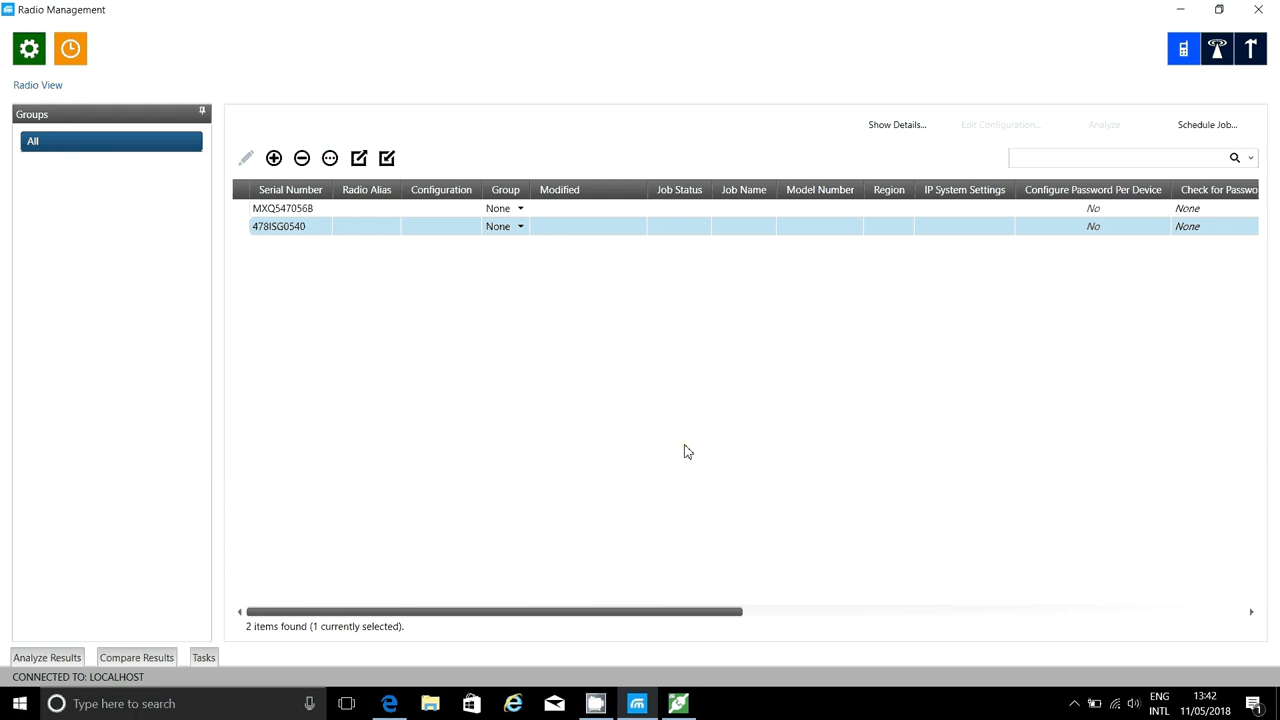 Radio Management
Radio View
Groups
All
Show Details...
Edit Configuration...
Analyze
Schedule Job...
Serial Number
Radio Alias
Configuration
Group
Modified
Job Status
Job Name
Model Number
Region
IP System Settings
Configure Password Per Device
Check for Passwo
MXQ547056B
None
No
None
478ISG0540
None
No
None
2 items found (1 currently selected).
Analyze Results
Compare Results
Tasks
CONNECTED TO: LOCALHOST
Type here to search
ENG
INTL
13:42
11/05/2018
1